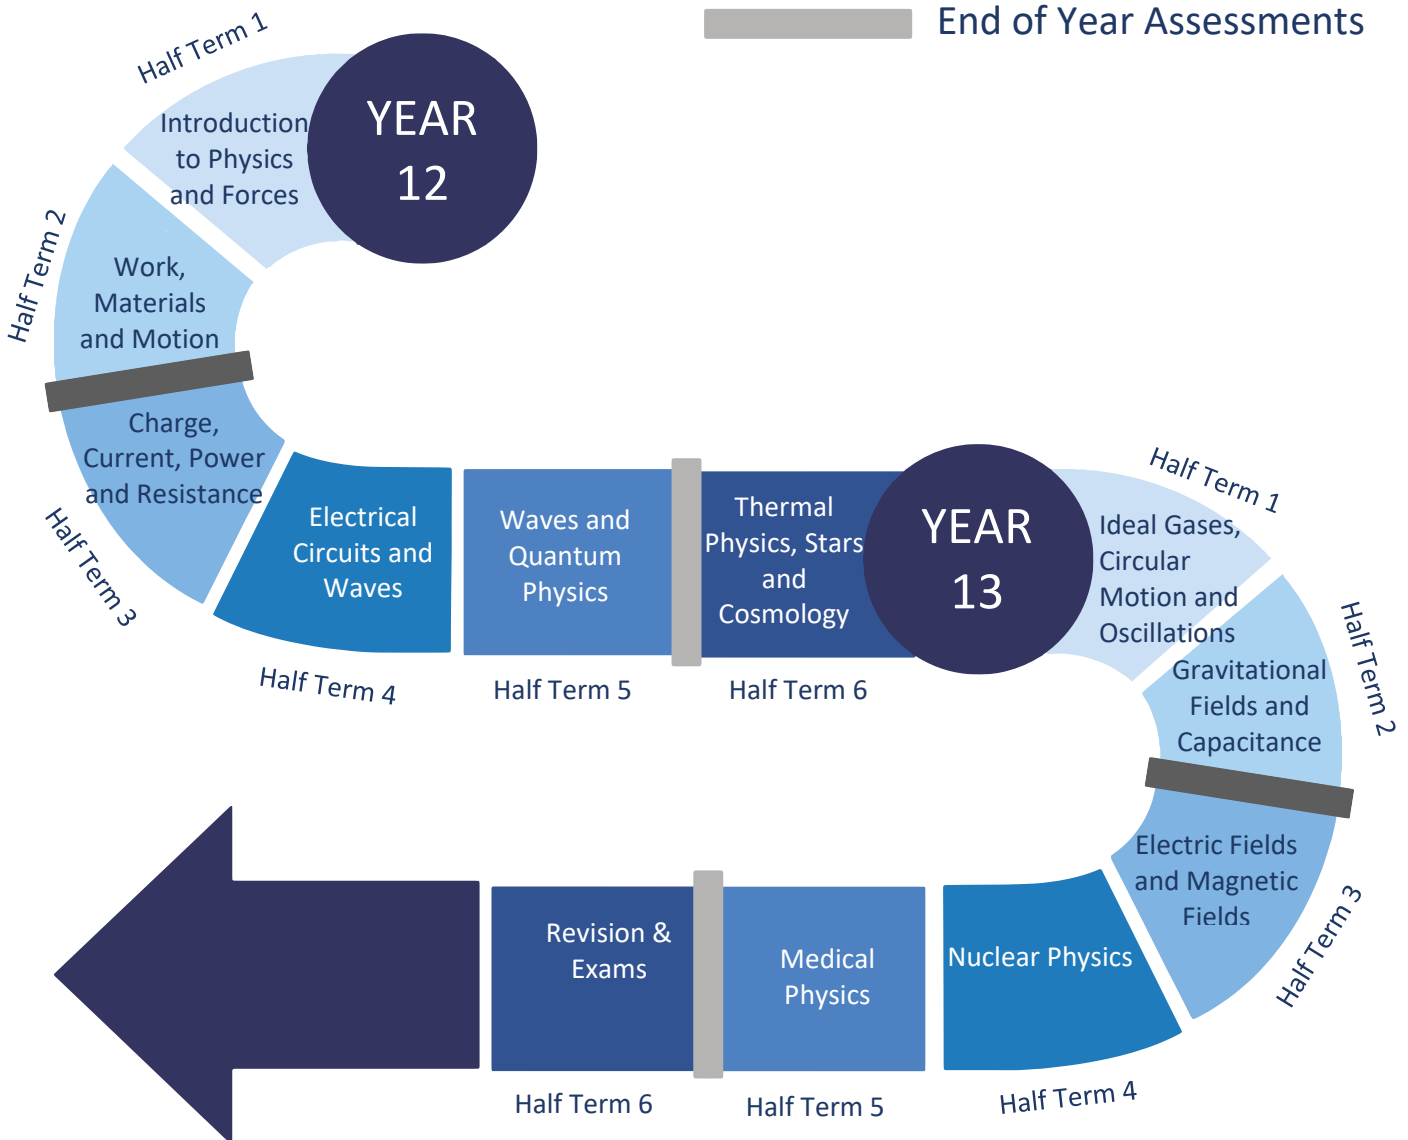 End of Year Assessments
Half Term 1
YEAR
12
Introduction
to Physics
and Forces
Half Term 2
Work,
Materials
and Motion
Charge,
Current, Power
and Resistance
Half Term 3
Electrical
Circuits and
Waves
Half Term 4
Waves and
Quantum
Physics
Half Term 5
Thermal
Physics, Stars
and
Cosmology
Half Term 6
YEAR
13
Half Term 1
Ideal Gases,
Circular
Motion and
Oscillations
Half Term 2
Gravitational
Fields and
Capacitance
Electric Fields
and Magnetic
Fields
Half Term 3
Nuclear Physics
Half Term 4
Medical
Physics
Half Term 5
Revision &
Exams
Half Term 6